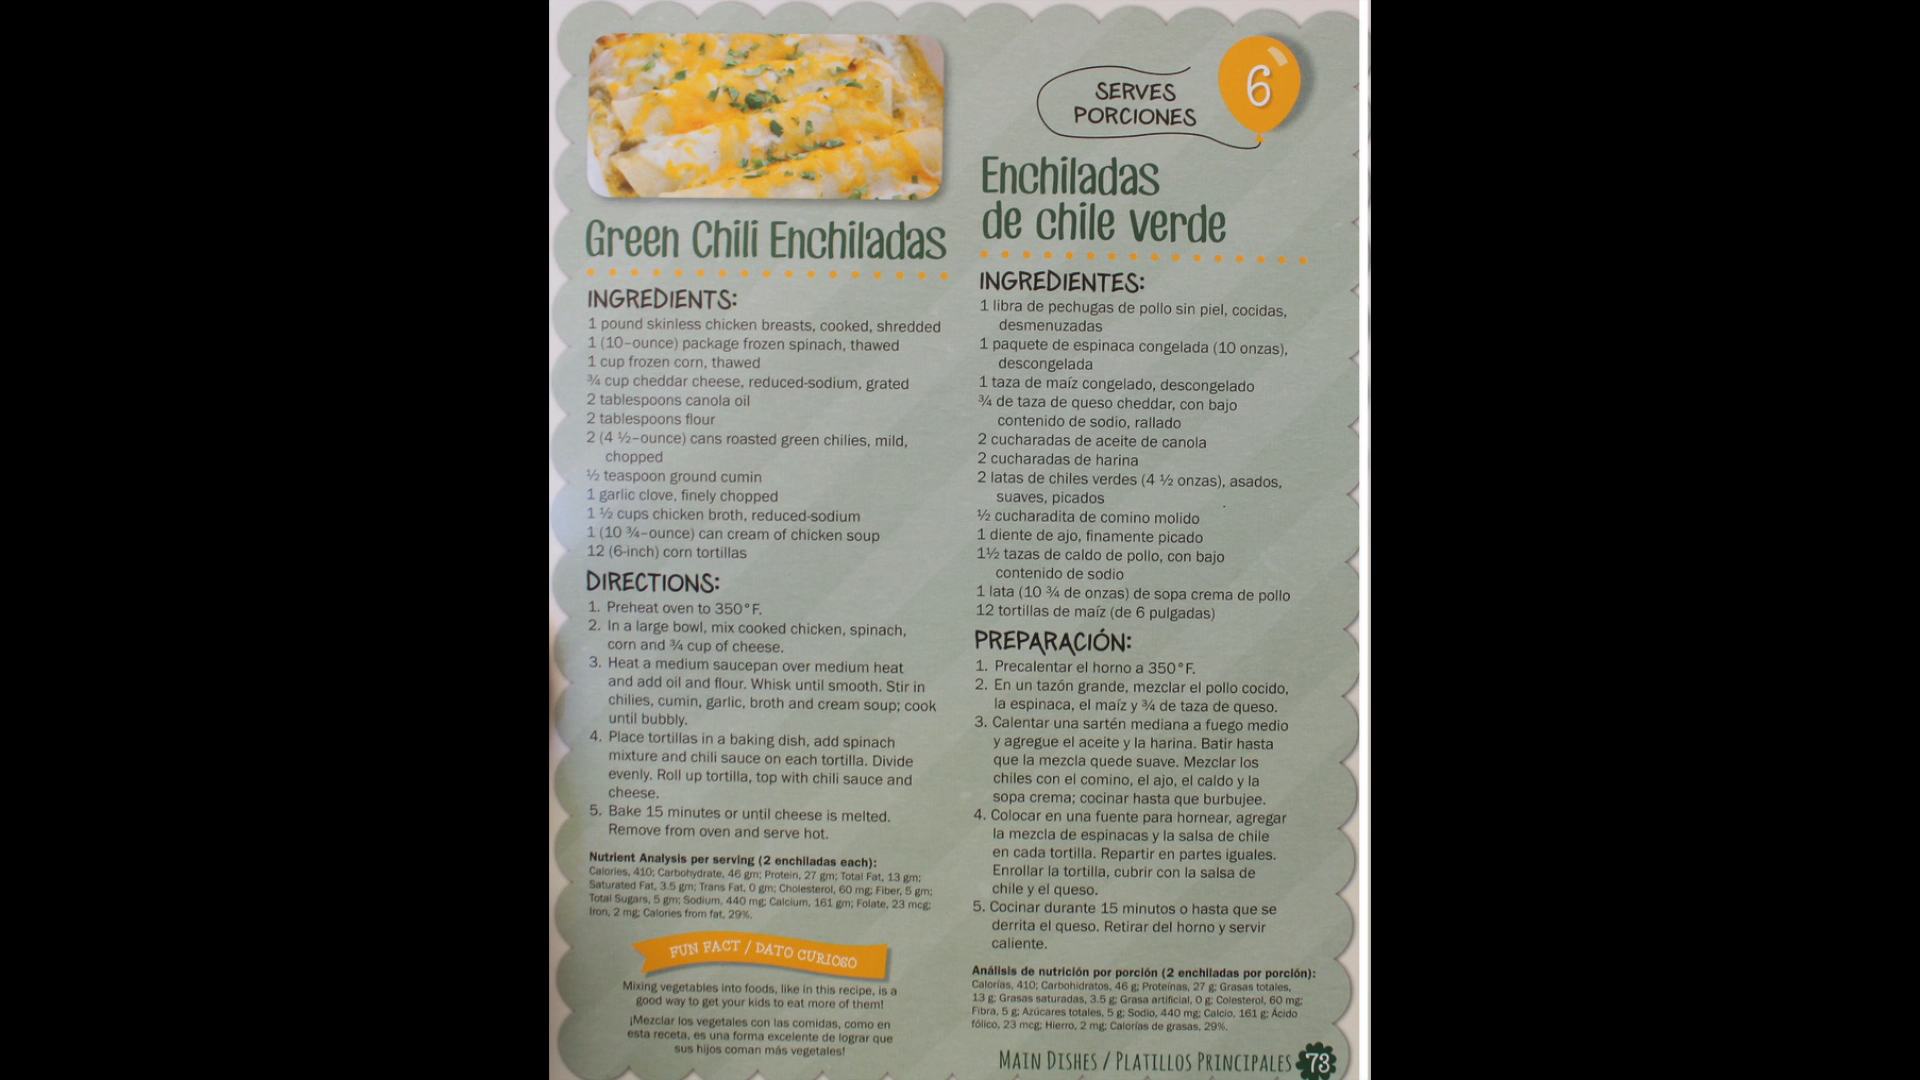 Green Chili Enchiladas
INGREDIENTS:
1 pound skinless chicken breasts, cooked, shredded
1 (10–ounce) package frozen spinach, thawed
1 cup frozen corn, thawed
¾ cup cheddar cheese, reduced-sodium, grated
2 tablespoons canola oil
2 tablespoons flour
2 (4 ½–ounce) cans roasted green chilies, mild,
chopped
½ teaspoon ground cumin
1 garlic clove, finely chopped
1 ½ cups chicken broth, reduced-sodium
1 (10 ¾–ounce) can cream of chicken soup
12 (6-inch) corn tortillas
DIRECTIONS:
1. Preheat oven to 350°F.
2. In a large bowl, mix cooked chicken, spinach,
corn and ¾ cup of cheese.
3. Heat a medium saucepan over medium heat
and add oil and flour. Whisk until smooth. Stir in
chilies, cumin, garlic, broth and cream soup; cook
until bubbly.
4. Place tortillas in a baking dish, add spinach
mixture and chili sauce on each tortilla. Divide
evenly. Roll up tortilla, top with chili sauce and
cheese.
5. Bake 15 minutes or until cheese is melted.
Remove from oven and serve hot.
Nutrient Analysis per serving (2 enchiladas each):
Calories, 410; Carbohydrate, 46 gm; Protein, 27 gm; Total Fat, 13 gm;
Saturated Fat, 3.5 gm; Trans Fat, 0 gm; Cholesterol, 60 mg; Fiber, 5 gm;
Total Sugars, 5 gm; Sodium, 440 mg; Calcium, 161 gm; Folate, 23 mcg;
Iron, 2 mg; Calories from fat, 29%.
FUN FACT / DATO CURIOSO
Mixing vegetables into foods, like in this recipe, is a
good way to get your kids to eat more of them!
¡Mezclar los vegetales con las comidas, como en
esta receta, es una forma excelente de lograr que
sus hijos coman más vegetales!
SERVES
PORCIONES
6
Enchiladas
de chile verde
INGREDIENTES:
1 libra de pechugas de pollo sin piel, cocidas,
desmenuzadas
1 paquete de espinaca congelada (10 onzas),
descongelada
1 taza de maíz congelado, descongelado
¾ de taza de queso cheddar, con bajo
contenido de sodio, rallado
2 cucharadas de aceite de canola
2 cucharadas de harina
2 latas de chiles verdes (4 ½ onzas), asados,
suaves, picados
½ cucharadita de comino molido
1 diente de ajo, finamente picado
1½ tazas de caldo de pollo, con bajo
contenido de sodio
1 lata (10 ¾ de onzas) de sopa crema de pollo
12 tortillas de maíz (de 6 pulgadas)
PREPARACIÓN:
1. Precalentar el horno a 350°F.
2. En un tazón grande, mezclar el pollo cocido,
la espinaca, el maíz y ¾ de taza de queso.
3. Calentar una sartén mediana a fuego medio
y agregue el aceite y la harina. Batir hasta
que la mezcla quede suave. Mezclar los
chiles con el comino, el ajo, el caldo y la
sopa crema; cocinar hasta que burbujee.
4. Colocar en una fuente para hornear, agregar
la mezcla de espinacas y la salsa de chile
en cada tortilla. Repartir en partes iguales.
Enrollar la tortilla, cubrir con la salsa de
chile y el queso.
5. Cocinar durante 15 minutos o hasta que se
derrita el queso. Retirar del horno y servir
caliente.
Análisis de nutrición por porción (2 enchiladas por porción):
Calorías, 410; Carbohidratos, 46 g; Proteínas, 27 g; Grasas totales,
13 g; Grasas saturadas, 3.5 g; Grasa artificial, 0 g; Colesterol, 60 mg;
Fibra, 5 g; Azúcares totales, 5 g; Sodio, 440 mg; Calcio, 161 g; Ácido
fólico, 23 mcg; Hierro, 2 mg; Calorías de grasas, 29%.
MAIN DISHES / PLATILLOS PRINCIPALES 73